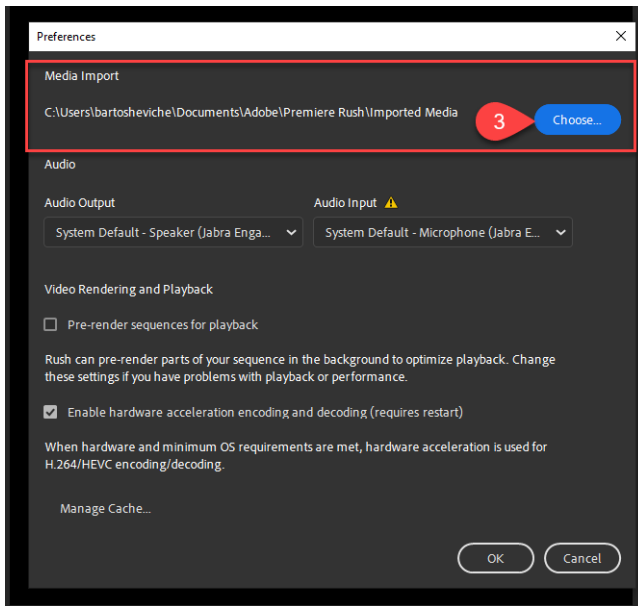 Preferences
Media Import
C:\Users\bartosheviche\Documents\Adobe\Premiere Rush\Imported Media
3
Choose...
Audio
Audio Output
Audio Input
System Default - Speaker (Jabra Enga...
System Default - Microphone (Jabra E...
Video Rendering and Playback
Pre-render sequences for playback
Rush can pre-render parts of your sequence in the background to optimize playback. Change
these settings if you have problems with playback or performance.
Enable hardware acceleration encoding and decoding (requires restart)
When hardware and minimum OS requirements are met, hardware acceleration is used for
H.264/HEVC encoding/decoding.
Manage Cache...
OK
Cancel